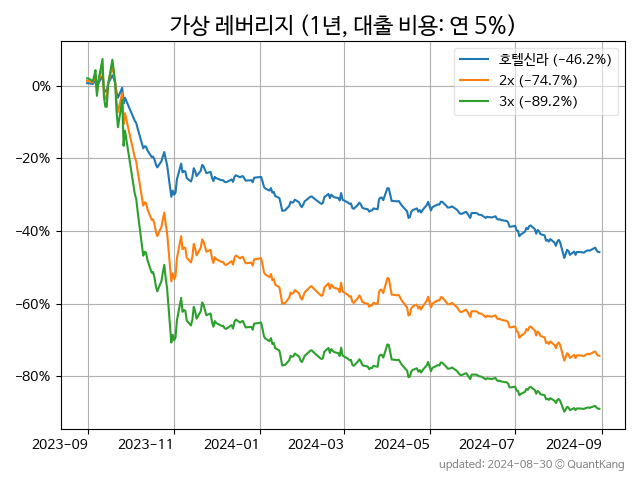 가상 레버리지 (1년, 대출 비용: 연 5%)
호텔신라 (-46.2%)
2x (-74.7%)
3x (-89.2%)
0%
-20%
-40%
-60%
-80%
2023-09 2023-11 2024-01 2024-03 2024-05 2024-07 2024-09
updated: 2024-08-30 © QuantKang